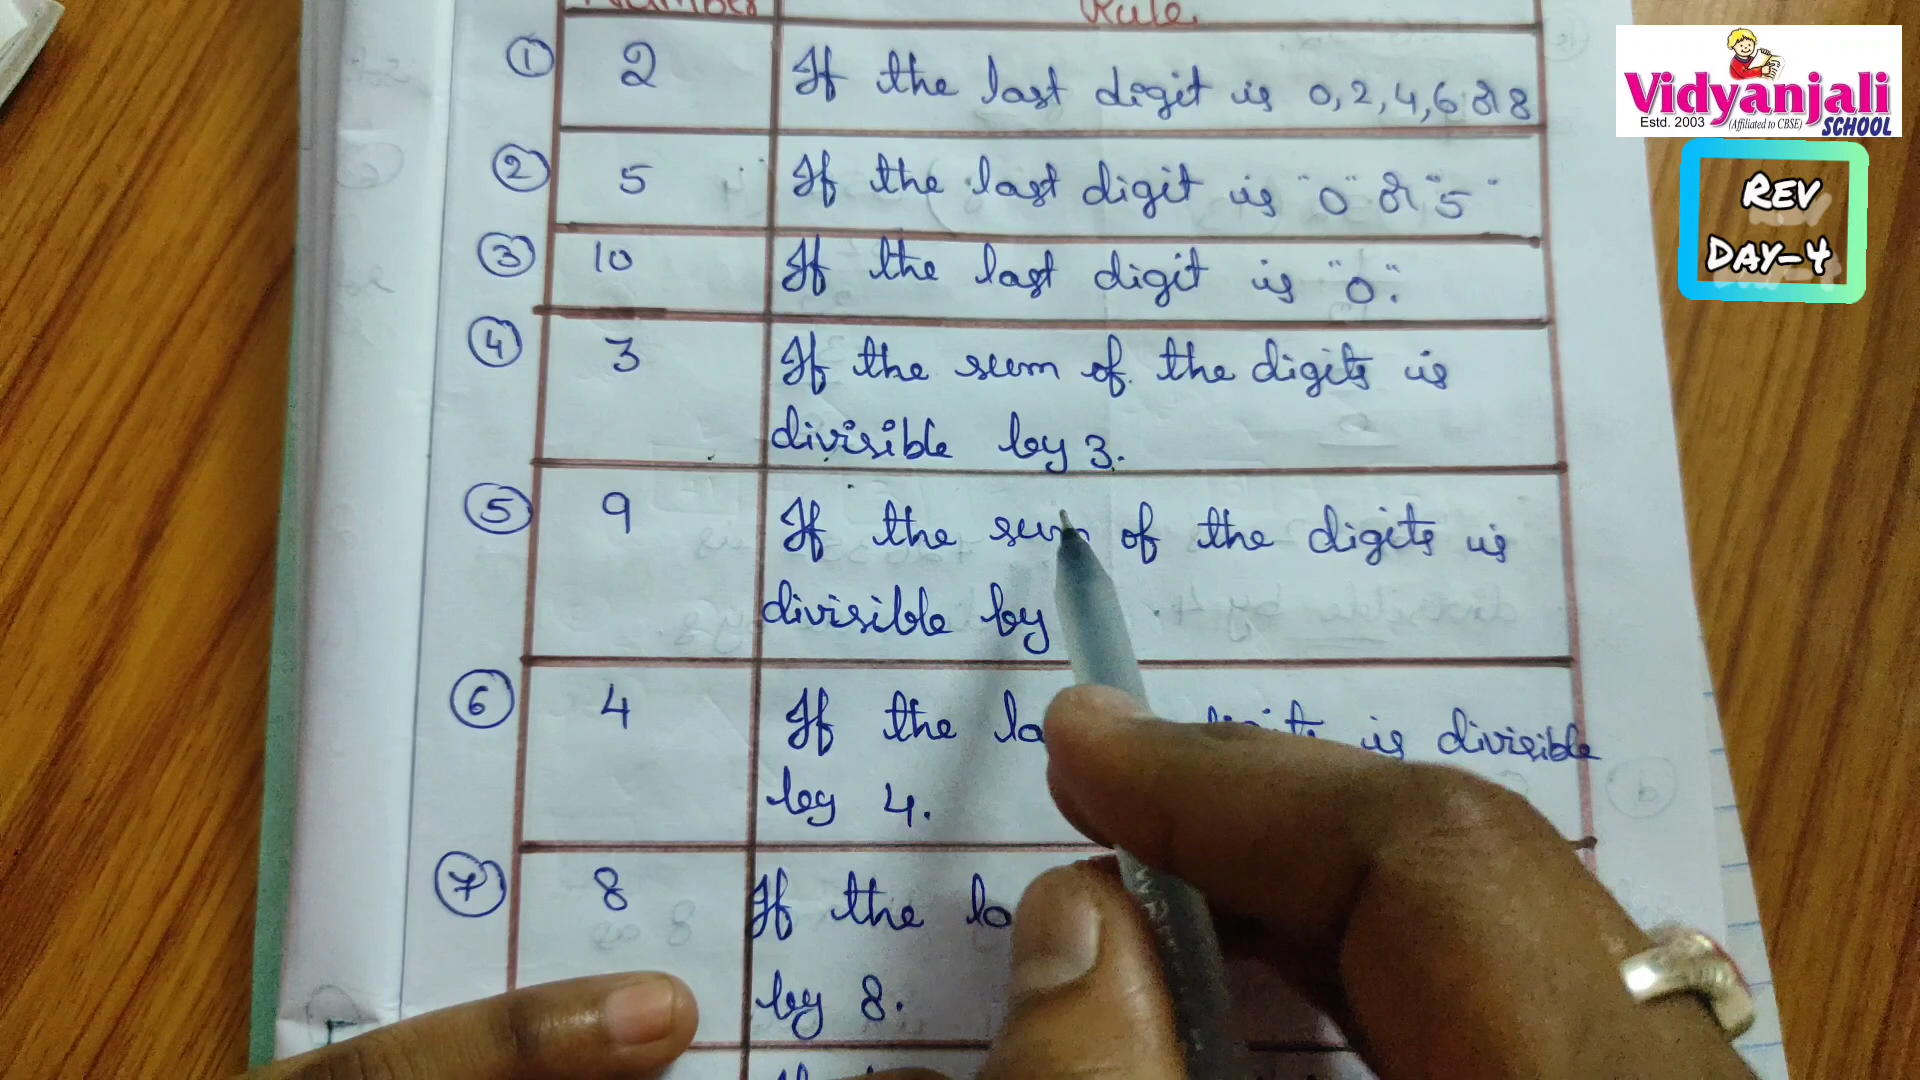 Number Rule
① 2 If the last digit is 0, 2, 4, 6 or 8
② 5 If the last digit is "0" or "5"
③ 10 If the last digit is "0".
④ 3 If the sum of the digits is
divisible by 3.
⑤ 9 If the sum of the digits is
divisible by
⑥ 4 If the digits is divisible
by 4.
⑦ 8 If the
by 8.
Vidyanjali
Estd. 2003 (Affiliated to CBSE) SCHOOL
REV
DAY-4